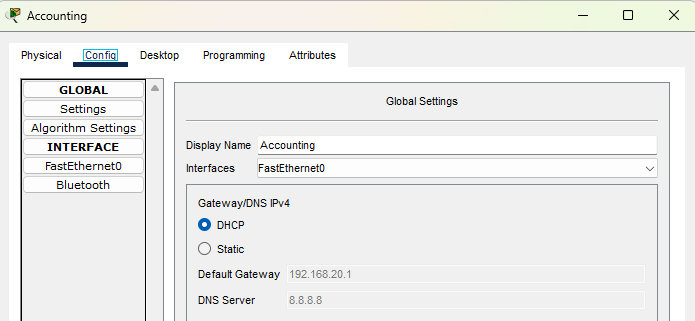 Accounting
Physical Config Desktop Programming Attributes
GLOBAL
Settings
Algorithm Settings
INTERFACE
FastEthernet0
Bluetooth
Global Settings
Display Name Accounting
Interfaces FastEthernet0
Gateway/DNS IPv4
DHCP
Static
Default Gateway 192.168.20.1
DNS Server 8.8.8.8